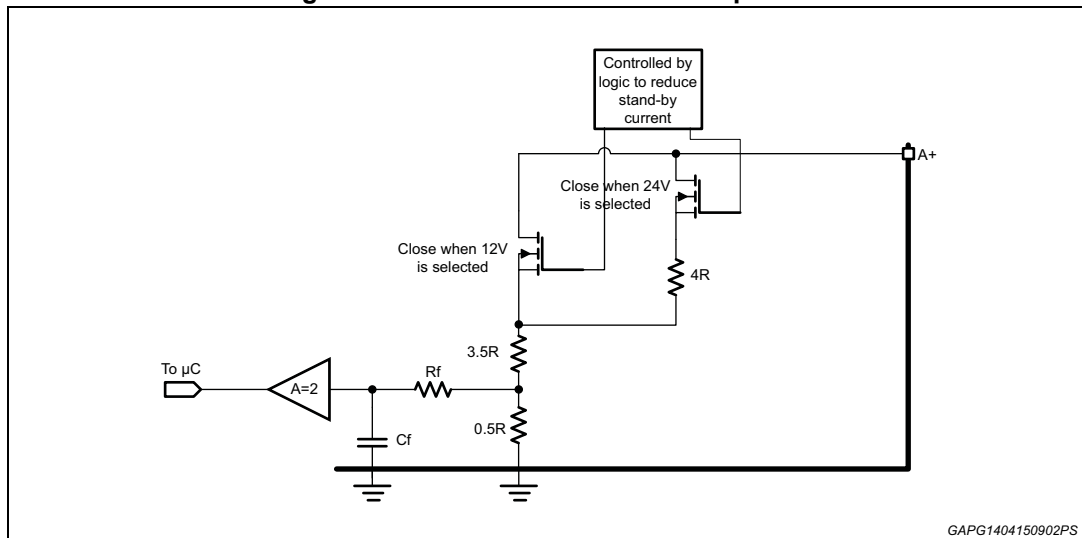 Controlled by
logic to reduce
stand-by
current
A+
Close when 24V
is selected
Close when 12V
is selected
4R
3.5R
To µC
A=2
Rf
0.5R
Cf
GAPG1404150902PS